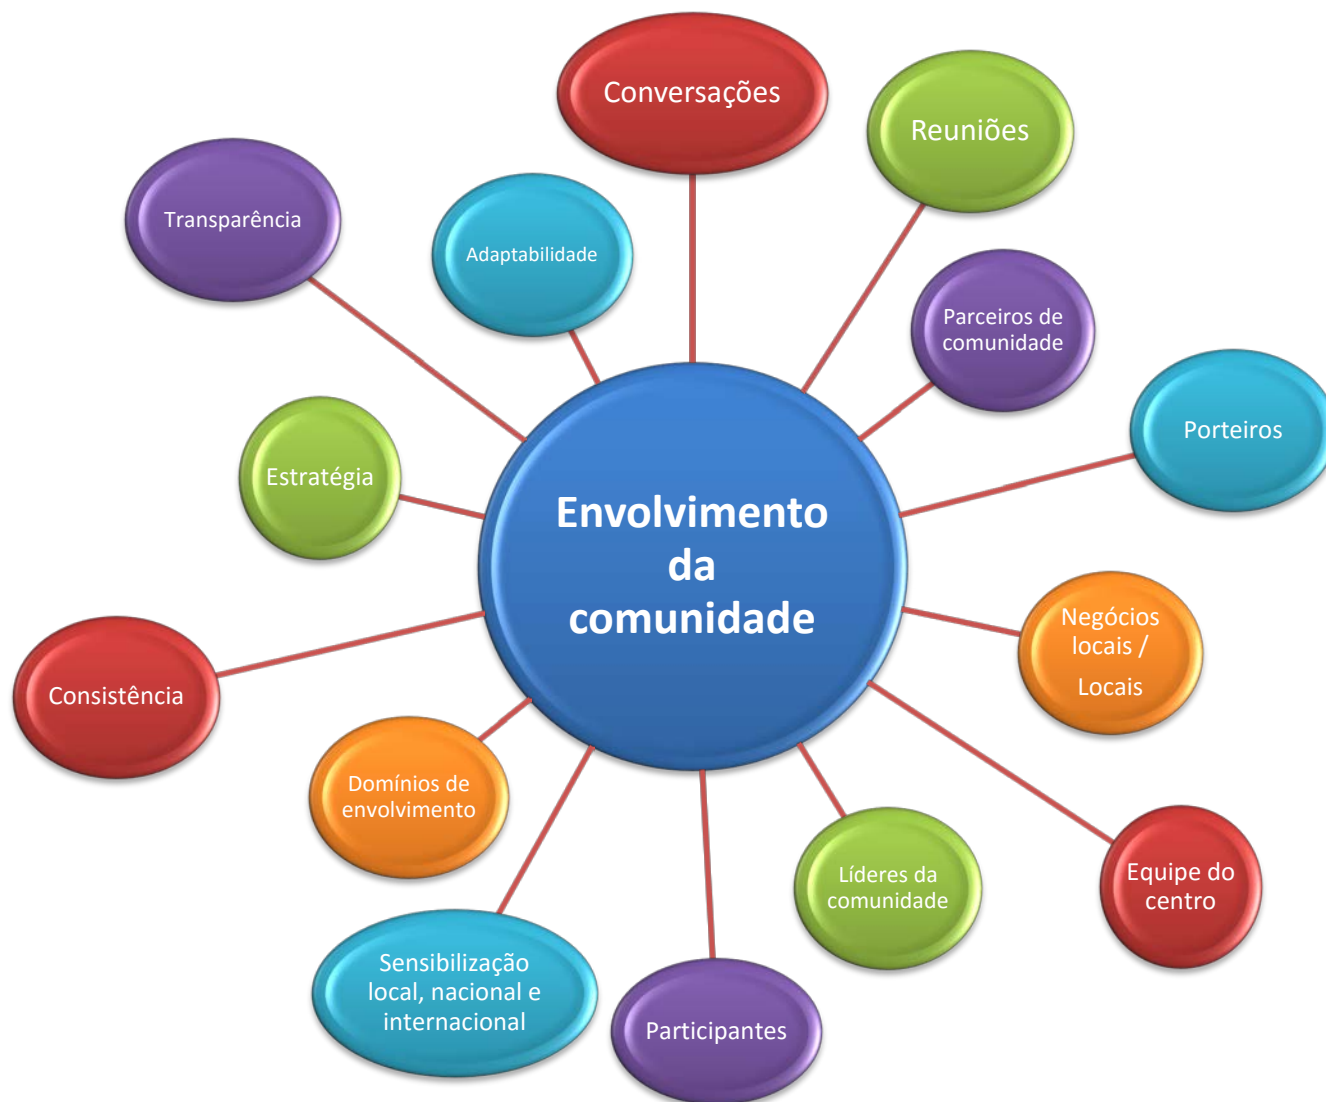 Conversações
Reuniões
Transparência
Adaptabilidade
Parceiros de
comunidade
Porteiros
Estratégia
Envolvimento
da
comunidade
Negócios
locais /
Locais
Consistência
Domínios de
envolvimento
Líderes da
comunidade
Equipe do
centro
Sensibilização
local, nacional e
internacional
Participantes